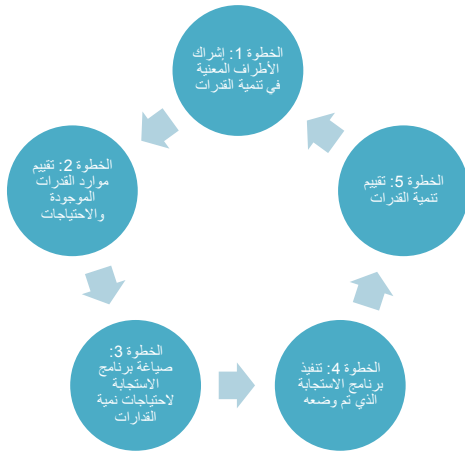 الخطوة 1: إشراك
الأطراف المعنية
في تنمية القدرات
الخطوة 2: تقييم
موارد القدرات
الموجودة
والاحتياجات
الخطوة 3:
صياغة برنامج
الاستجابة
لاحتياجات نمية
القدارات
الخطوة 4: تنفيذ
برنامج الاستجابة
الذي تم وضعه
الخطوة 5: تقييم
تنمية القدرات